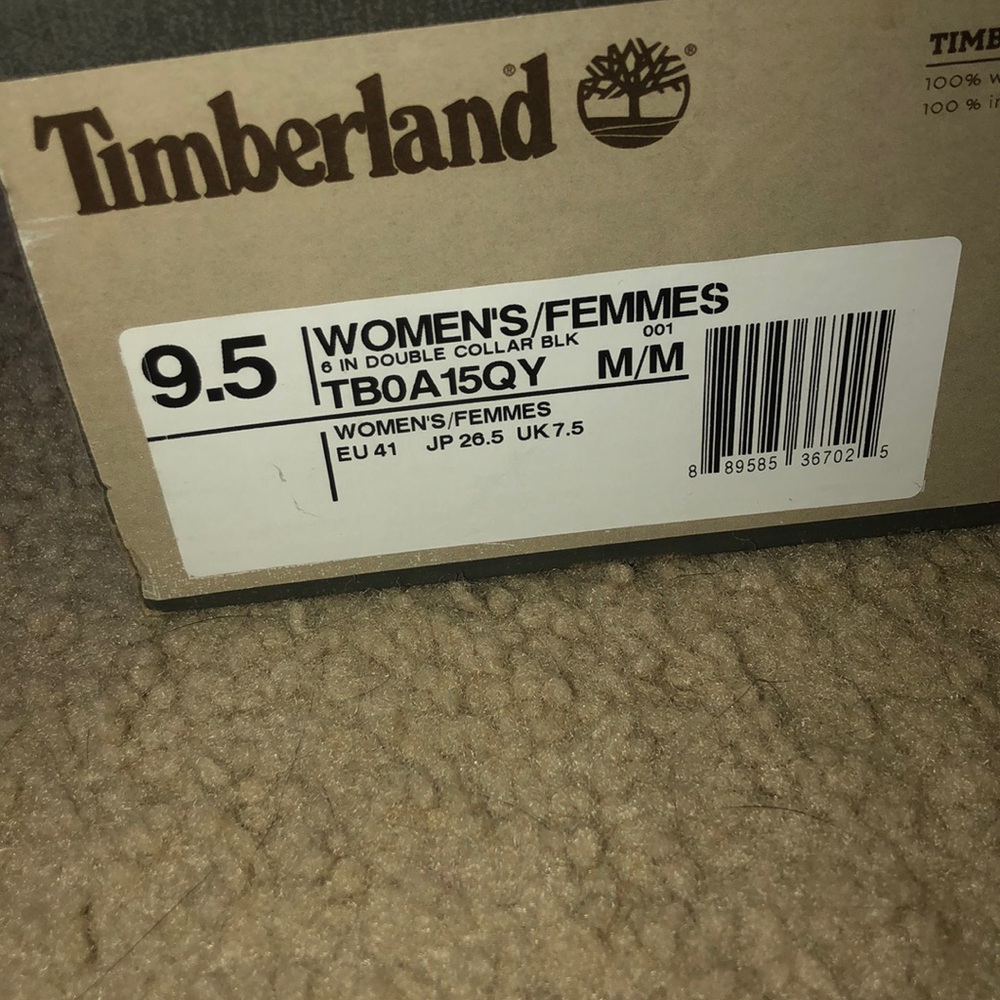 Timberland®
®
TIMB
100% w
100 % in
9.5
WOMEN'S/FEMMES
6 IN DOUBLE COLLAR BLK 001
TB0A15QY M/M
WOMEN'S/FEMMES
EU 41 JP 26.5 UK 7.5
8 89585 36702 5